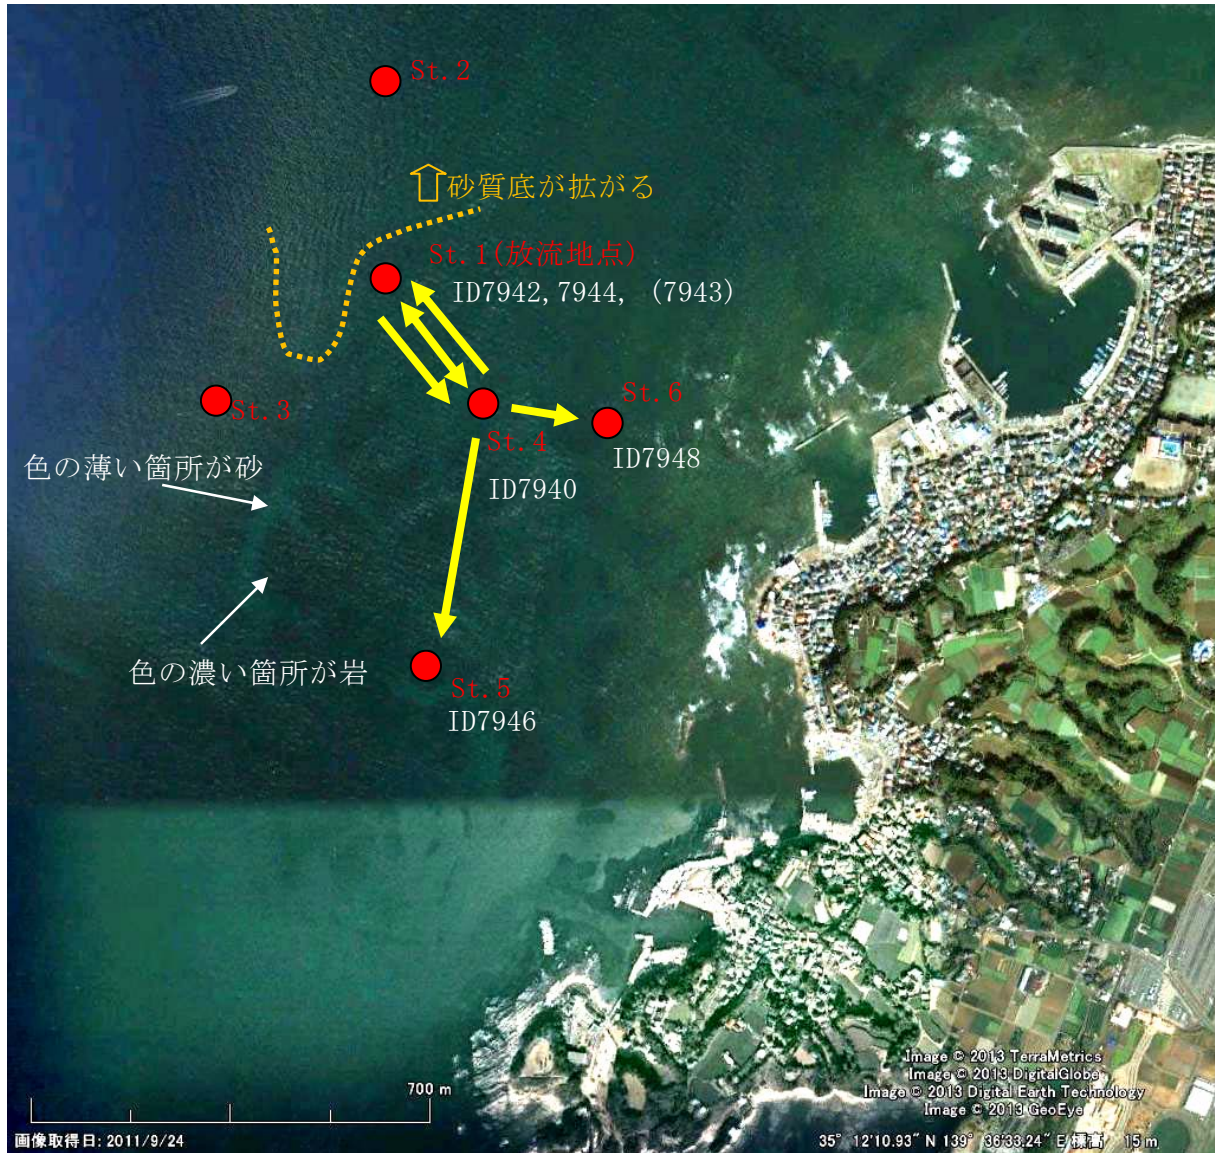 St.2
砂質底が拡がる
St.1(放流地点)
ID7942,7944, (7943)
St.3
St.4
St.6
ID7948
ID7940
色の薄い箇所が砂
色の濃い箇所が岩
St.5
ID7946
700 m
Image © 2013 TerraMetrics
Image © 2013 DigitalGlobe
Image © 2013 Digital Earth Technology
Image © 2013 GeoEye
画像取得日: 2011/9/24
35° 12'10.93" N 139° 36'33.24" E 標高 15 m